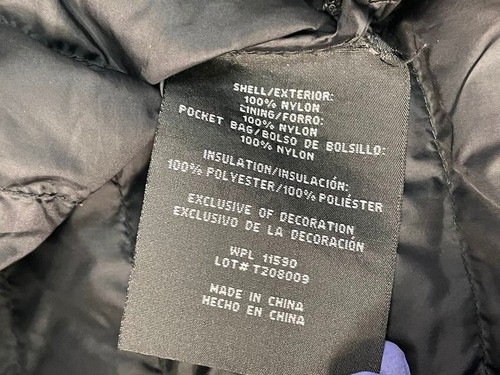 SHELL/EXTERIOR:
100% NYLON
LINING/FORRO:
100% NYLON
POCKET BAG/BOLSO DE BOLSILLO:
100% NYLON
INSULATION/INSULACIÓN:
100% POLYESTER/100% POLIÉSTER
EXCLUSIVE OF DECORATION
EXCLUSIVO DE LA DECORACIÓN
WPL 11590
LOT# T208009
MADE IN CHINA
HECHO EN CHINA